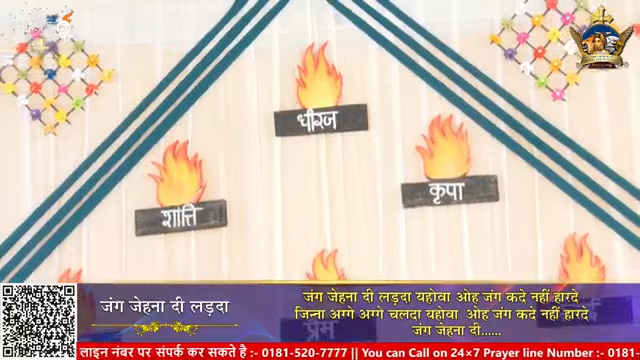 धीरज
कृपा
शांति
प्रेम
जंग जेहना दी लड़दा
जंग जेहना दी लड़दा यहोवा ओह जंग कदे नहीं हारदे
जिना अग्गे अग्गे चलदा यहोवा ओह जंग कदे नहीं हारदे
जंग जेहना दी......
लाइन नंबर पर संपर्क कर सकते है :- 0181-520-7777 || You can Call on 24×7 Prayer line Number :- 0181